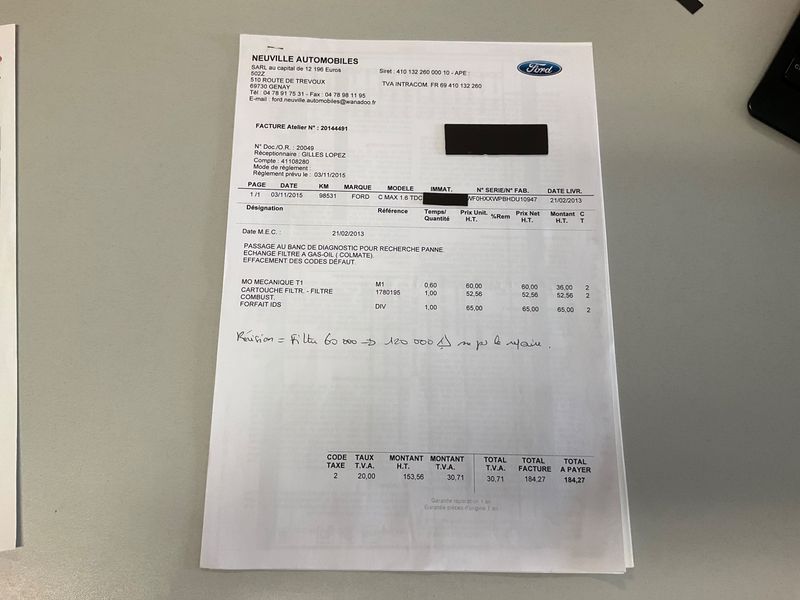 NEUVILLE AUTOMOBILES
SARL au capital de 12 196 Euros
502Z
510 ROUTE DE TREVOUX
69730 GENAY
Tél : 04 78 91 75 31 - Fax : 04 78 98 11 95
E-mail : ford.neuville.automobiles@wanadoo.fr
Siret : 410 132 260 000 10 - APE :
TVA INTRACOM. FR 69 410 132 260
Ford
FACTURE Atelier N° : 20144491
N° Doc./O.R. : 20049
Réceptionnaire : GILLES LOPEZ
Compte : 41108280
Mode de règlement :
Règlement prévu le : 03/11/2015
PAGE DATE KM MARQUE MODELE IMMAT. N° SERIE/N° FAB. DATE LIVR.
1 /1 03/11/2015 98531 FORD C MAX 1.6 TDC WF0HXXWPBHDU10947 21/02/2013
Désignation Référence Temps/ Quantité Prix Unit. H.T. %Rem Prix Net H.T. Montant H.T. C T
Date M.E.C. : 21/02/2013
PASSAGE AU BANC DE DIAGNOSTIC POUR RECHERCHE PANNE.
ECHANGE FILTRE A GAS-OIL ( COLMATE).
EFFACEMENT DES CODES DÉFAUT.
MO MECANIQUE T1 M1 0,60 60,00 60,00 36,00 2
CARTOUCHE FILTR. - FILTRE 1780195 1,00 52,56 52,56 52,56 2
COMBUST.
FORFAIT IDS DIV 1,00 65,00 65,00 65,00 2
Révision = Filtre 60 000 → 120 000
CODE TAXE TAUX T.V.A. MONTANT H.T. MONTANT T.V.A. TOTAL T.V.A. TOTAL FACTURE TOTAL A PAYER
2 20,00 153,56 30,71 30,71 184,27 184,27
Garantie réparation 1 an
Garantie pièces d'origine 1 an